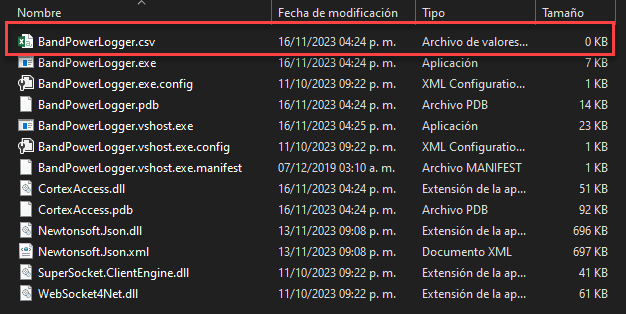 Nombre Fecha de modificación Tipo Tamaño
BandPowerLogger.csv 16/11/2023 04:24 p. m. Archivo de valores... 0 KB
BandPowerLogger.exe 16/11/2023 04:24 p. m. Aplicación 7 KB
BandPowerLogger.exe.config 11/10/2023 09:22 p. m. XML Configuratio... 1 KB
BandPowerLogger.pdb 16/11/2023 04:24 p. m. Archivo PDB 14 KB
BandPowerLogger.vshost.exe 16/11/2023 04:25 p. m. Aplicación 23 KB
BandPowerLogger.vshost.exe.config 11/10/2023 09:22 p. m. XML Configuratio... 1 KB
BandPowerLogger.vshost.exe.manifest 07/12/2019 03:10 a. m. Archivo MANIFEST 1 KB
CortexAccess.dll 16/11/2023 04:24 p. m. Extensión de la ap... 51 KB
CortexAccess.pdb 16/11/2023 04:24 p. m. Archivo PDB 92 KB
Newtonsoft.Json.dll 13/11/2023 09:08 p. m. Extensión de la ap... 696 KB
Newtonsoft.Json.xml 13/11/2023 09:08 p. m. Documento XML 697 KB
SuperSocket.ClientEngine.dll 11/10/2023 09:22 p. m. Extensión de la ap... 41 KB
WebSocket4Net.dll 11/10/2023 09:22 p. m. Extensión de la ap... 61 KB